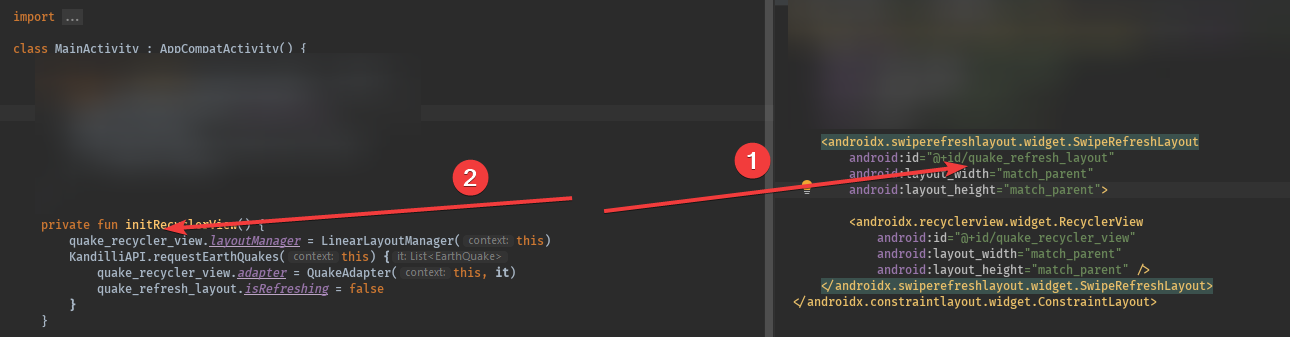 import ...
class MainActivity : AppCompatActivity() {
private fun initRecyclerView() {
quake_recycler_view.layoutManager = LinearLayoutManager( context: this)
KandilliAPI.requestEarthQuakes( context: this) { it: List<EarthQuake>
quake_recycler_view.adapter = QuakeAdapter( context: this, it)
quake_refresh_layout.isRefreshing = false
}
}
2
1
<androidx.swiperefreshlayout.widget.SwipeRefreshLayout
android:id="@+id/quake_refresh_layout"
android:layout_width="match_parent"
android:layout_height="match_parent">
<androidx.recyclerview.widget.RecyclerView
android:id="@+id/quake_recycler_view"
android:layout_width="match_parent"
android:layout_height="match_parent" />
</androidx.swiperefreshlayout.widget.SwipeRefreshLayout>
</androidx.constraintlayout.widget.ConstraintLayout>